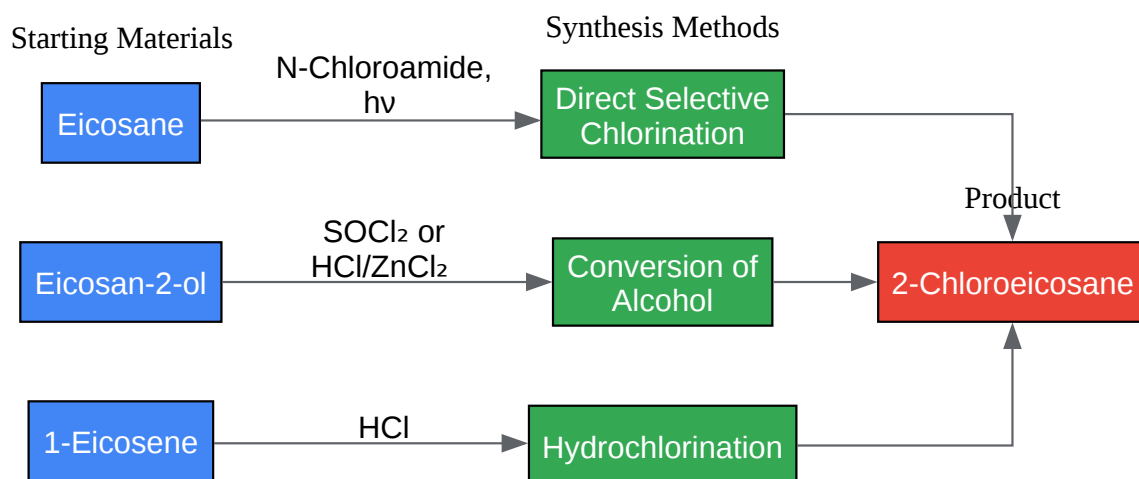 Starting Materials
Synthesis Methods
N-Chloroamide,
hν
Eicosane
Direct Selective
Chlorination
Product
SOCl₂ or
HCl/ZnCl₂
Eicosan-2-ol
Conversion of
Alcohol
2-Chloroeicosane
HCl
1-Eicosene
Hydrochlorination